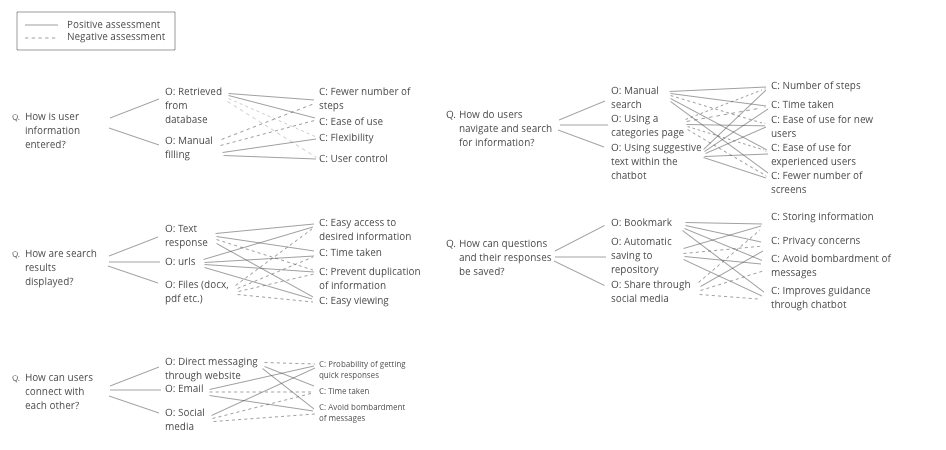 Positive assessment
Negative assessment
Q. How is user
information
entered?
O: Retrieved
from
database
O: Manual
filling
C: Fewer number of
steps
C: Ease of use
C: Flexibility
C: User control
Q. How do users
navigate and search
for information?
O: Manual
search
O: Using a
categories page
O: Using suggestive
text within the
chatbot
C: Number of steps
C: Time taken
C: Ease of use for new
users
C: Ease of use for
experienced users
C: Fewer number of
screens
Q. How are search
results
displayed?
O: Text
response
O: urls
O: Files (docx,
pdf etc.)
C: Easy access to
desired information
C: Time taken
C: Prevent duplication
of information
C: Easy viewing
Q. How can questions
and their responses
be saved?
O: Bookmark
O: Automatic
saving to
repository
O: Share through
social media
C: Storing information
C: Privacy concerns
C: Avoid bombardment of
messages
C: Improves guidance
through chatbot
Q. How can users
connect with
each other?
O: Direct messaging
through website
O: Email
O: Social
media
C: Probability of getting
quick responses
C: Time taken
C: Avoid bombardment
of messages